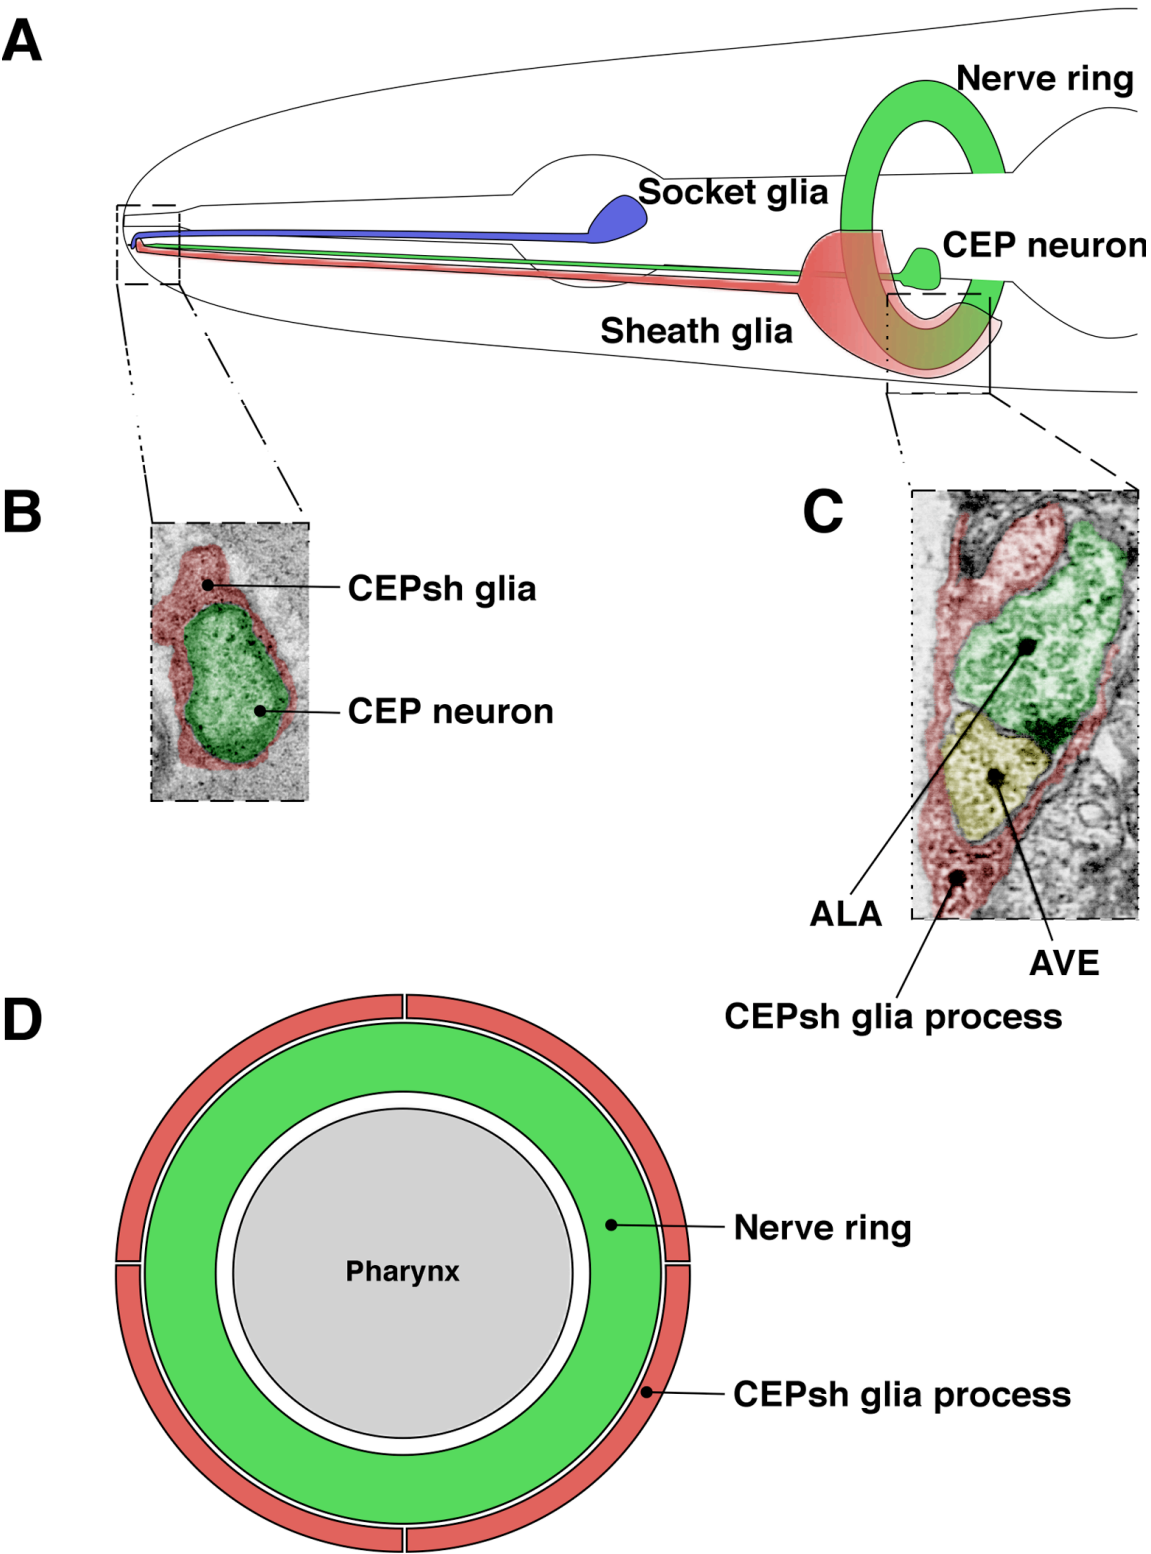 A
Nerve ring
Socket glia
CEP neuron
Sheath glia
B
CEPsh glia
CEP neuron
C
ALA
AVE
CEPsh glia process
D
Nerve ring
Pharynx
CEPsh glia process